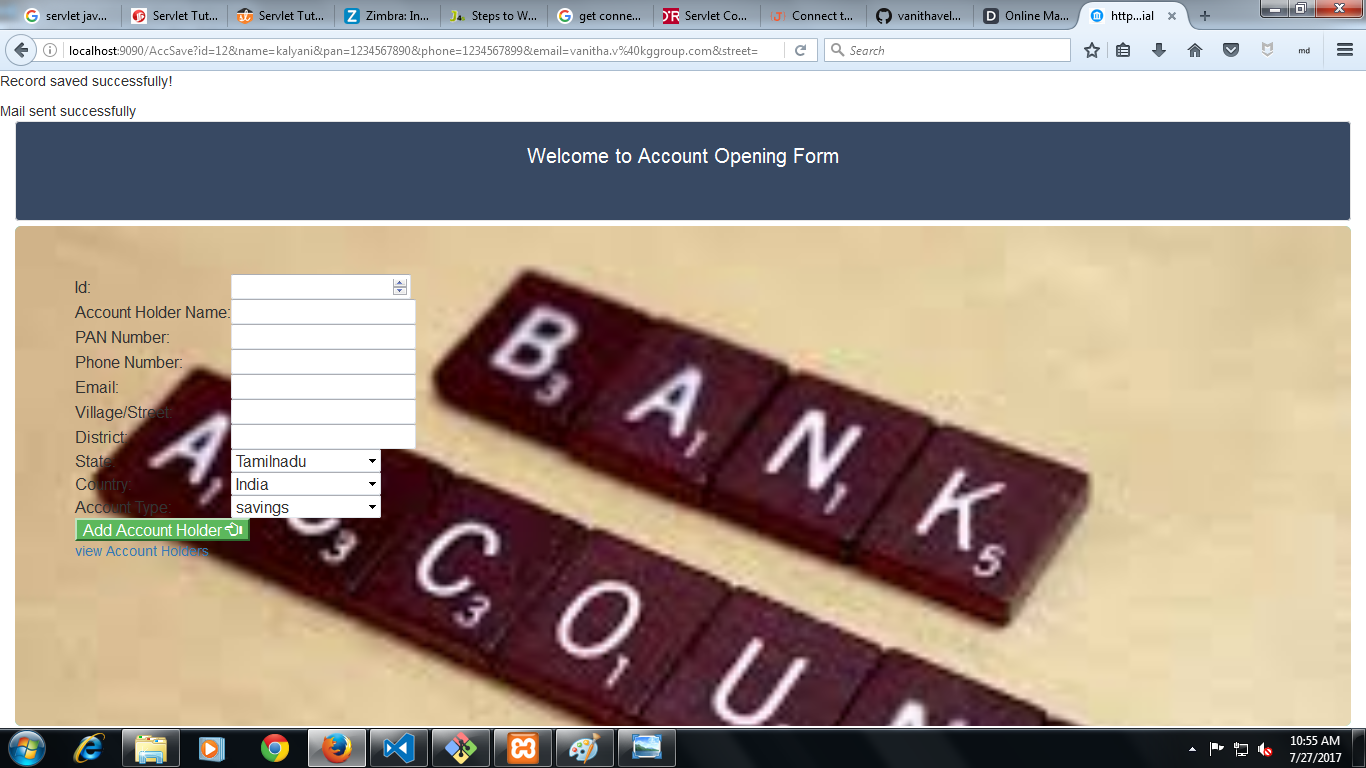 servlet jav...
Servlet Tut...
Servlet Tut...
Zimbra: In...
Steps to W...
get conne...
Servlet Co...
Connect t...
vanithavel...
Online Ma...
http...ial
localhost:9090/AccSave?id=12&name=kalyani&pan=1234567890&phone=1234567899&email=vanitha.v%40kggroup.com&street=
Search
md
Record saved successfully!
Mail sent successfully
Welcome to Account Opening Form
Id:
Account Holder Name:
PAN Number:
Phone Number:
Email:
Village/Street:
District:
State: Tamilnadu
Country: India
Account Type: savings
Add Account Holder
view Account Holders
B3 A1 N1 K5
A1 C3 C3 O1 U1 N
10:55 AM
7/27/2017